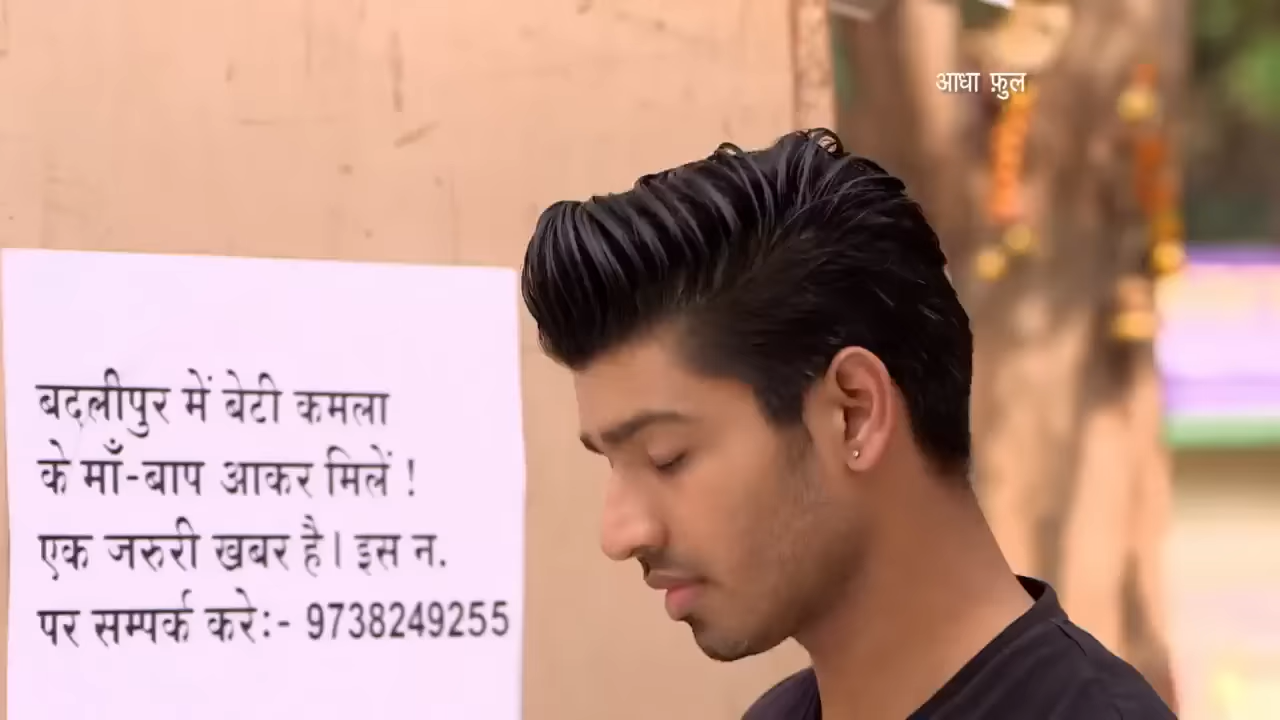 आधा फ़ुल
बदलीपुर में बेटी कमला
के माँ-बाप आकर मिलें !
एक जरुरी खबर है। इस न.
पर सम्पर्क करे:- 9738249255